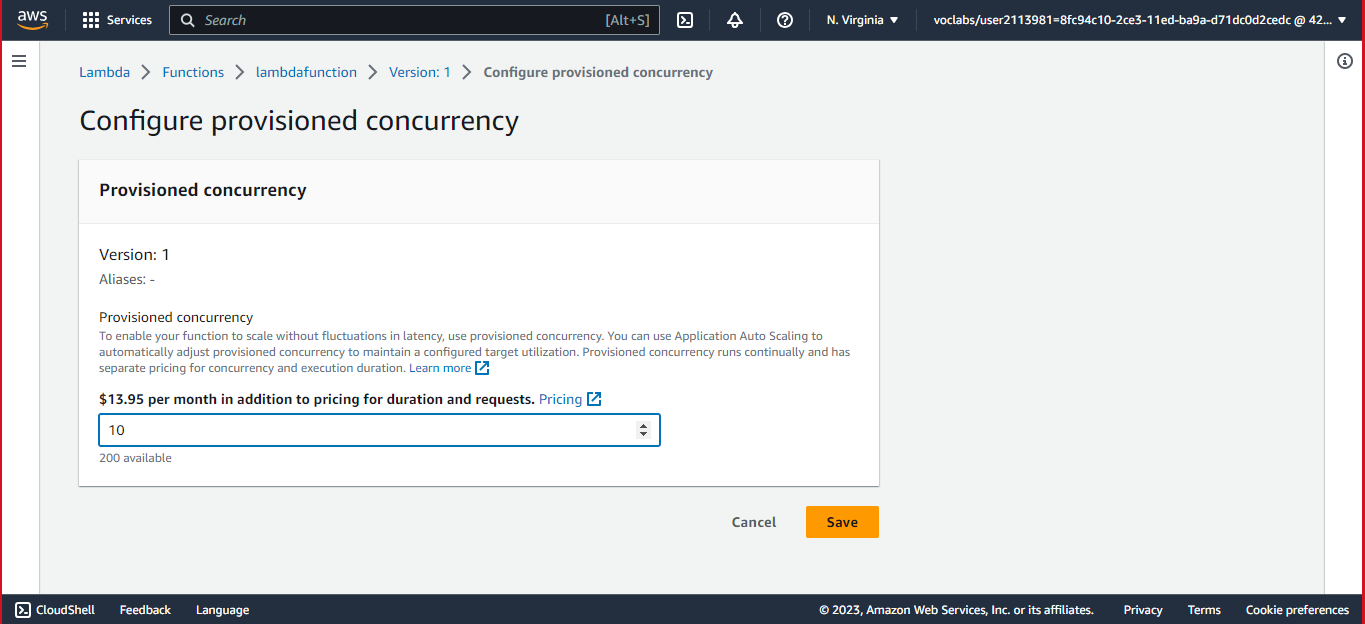 aws Services Search [Alt+S] N. Virginia voclabs/user2113981=8fc94c10-2ce3-11ed-ba9a-d71dc0d2cedc @ 42...
Lambda Functions lambdafunction Version: 1 Configure provisioned concurrency
Configure provisioned concurrency
Provisioned concurrency
Version: 1
Aliases: -
Provisioned concurrency
To enable your function to scale without fluctuations in latency, use provisioned concurrency. You can use Application Auto Scaling to
automatically adjust provisioned concurrency to maintain a configured target utilization. Provisioned concurrency runs continually and has
separate pricing for concurrency and execution duration. Learn more
$13.95 per month in addition to pricing for duration and requests. Pricing
10
200 available
Cancel Save
CloudShell Feedback Language © 2023, Amazon Web Services, Inc. or its affiliates. Privacy Terms Cookie preferences